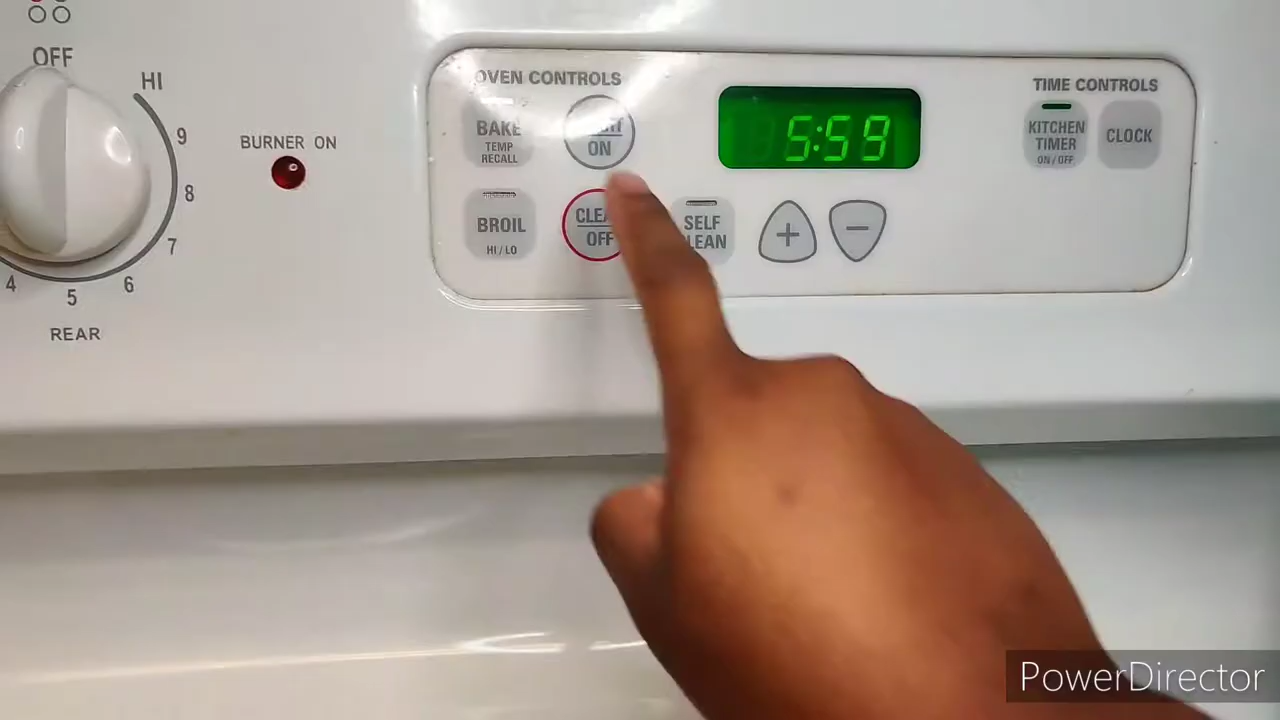 OFF
HI
9
8
7
6
5
4
REAR
BURNER ON
OVEN CONTROLS
BAKE
TEMP
RECALL
ON
BROIL
HI / LO
OFF
SELF
5:59
+
−
TIME CONTROLS
KITCHEN
TIMER
ON / OFF
CLOCK
PowerDirector